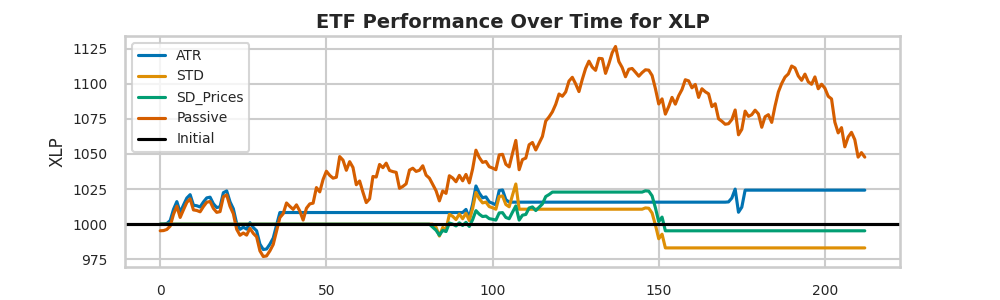 ETF Performance Over Time for XLP
XLP
1125
1100
1075
1050
1025
1000
975
ATR
STD
SD_Prices
Passive
Initial
0 50 100 150 200